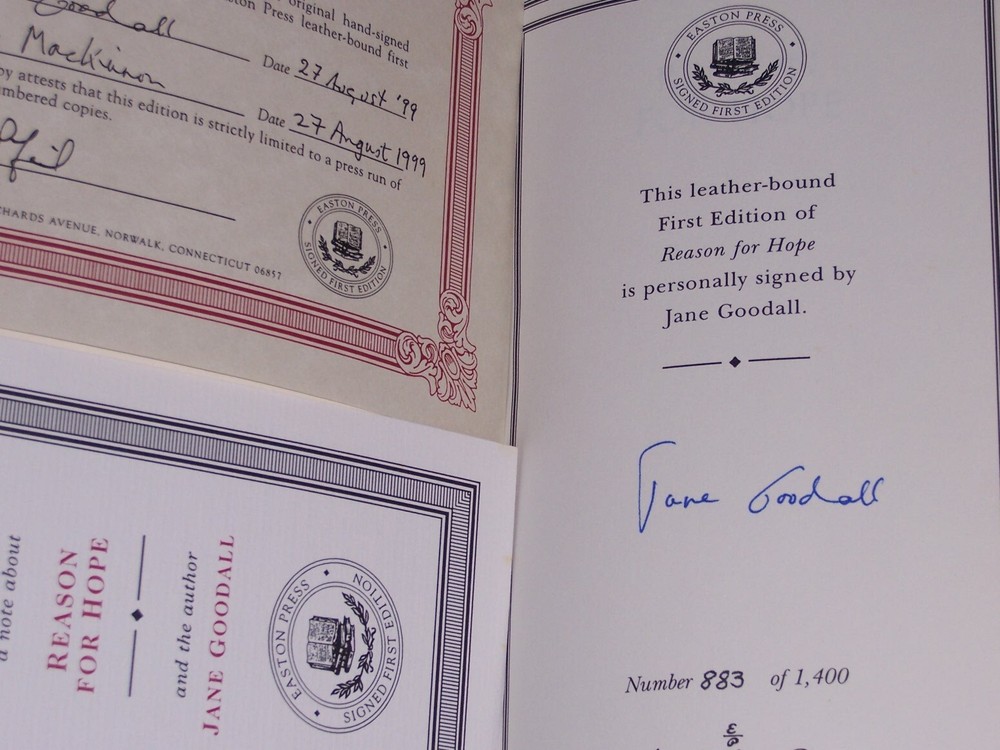 original hand-signed
Easton Press leather-bound first
Goodall
Date 27 August '99
Mackinnon
Date 27 August 1999
by attests that this edition is strictly limited to a press run of
numbered copies.
RICHARDS AVENUE, NORWALK, CONNECTICUT 06857
EASTON PRESS
SIGNED FIRST EDITION
a note about
REASON
FOR HOPE
and the author
JANE GOODALL
EASTON PRESS
SIGNED FIRST EDITION
EASTON PRESS
SIGNED FIRST EDITION
This leather-bound
First Edition of
Reason for Hope
is personally signed by
Jane Goodall.
Jane Goodall
Number 883 of 1,400